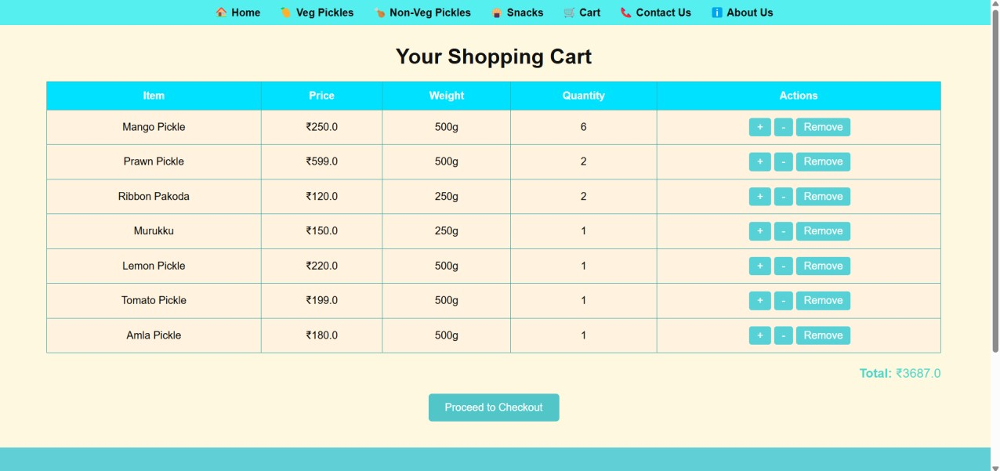 🏠 Home 🥭 Veg Pickles 🍗 Non-Veg Pickles 🍘 Snacks 🛒 Cart 📞 Contact Us ℹ️ About Us
Your Shopping Cart
Item Price Weight Quantity Actions
Mango Pickle ₹250.0 500g 6 + - Remove
Prawn Pickle ₹599.0 500g 2 + - Remove
Ribbon Pakoda ₹120.0 250g 2 + - Remove
Murukku ₹150.0 250g 1 + - Remove
Lemon Pickle ₹220.0 500g 1 + - Remove
Tomato Pickle ₹199.0 500g 1 + - Remove
Amla Pickle ₹180.0 500g 1 + - Remove
Total: ₹3687.0
Proceed to Checkout